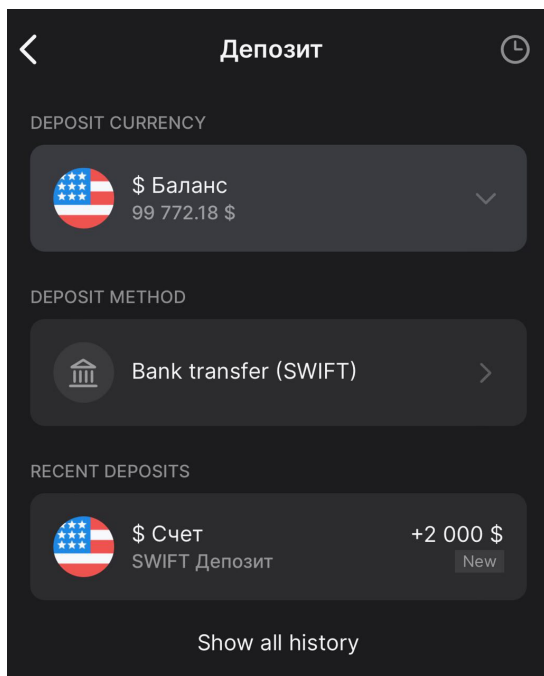 Депозит
DEPOSIT CURRENCY
$ Баланс
99 772.18 $
DEPOSIT METHOD
Bank transfer (SWIFT)
RECENT DEPOSITS
$ Счет +2 000 $
SWIFT Депозит New
Show all history